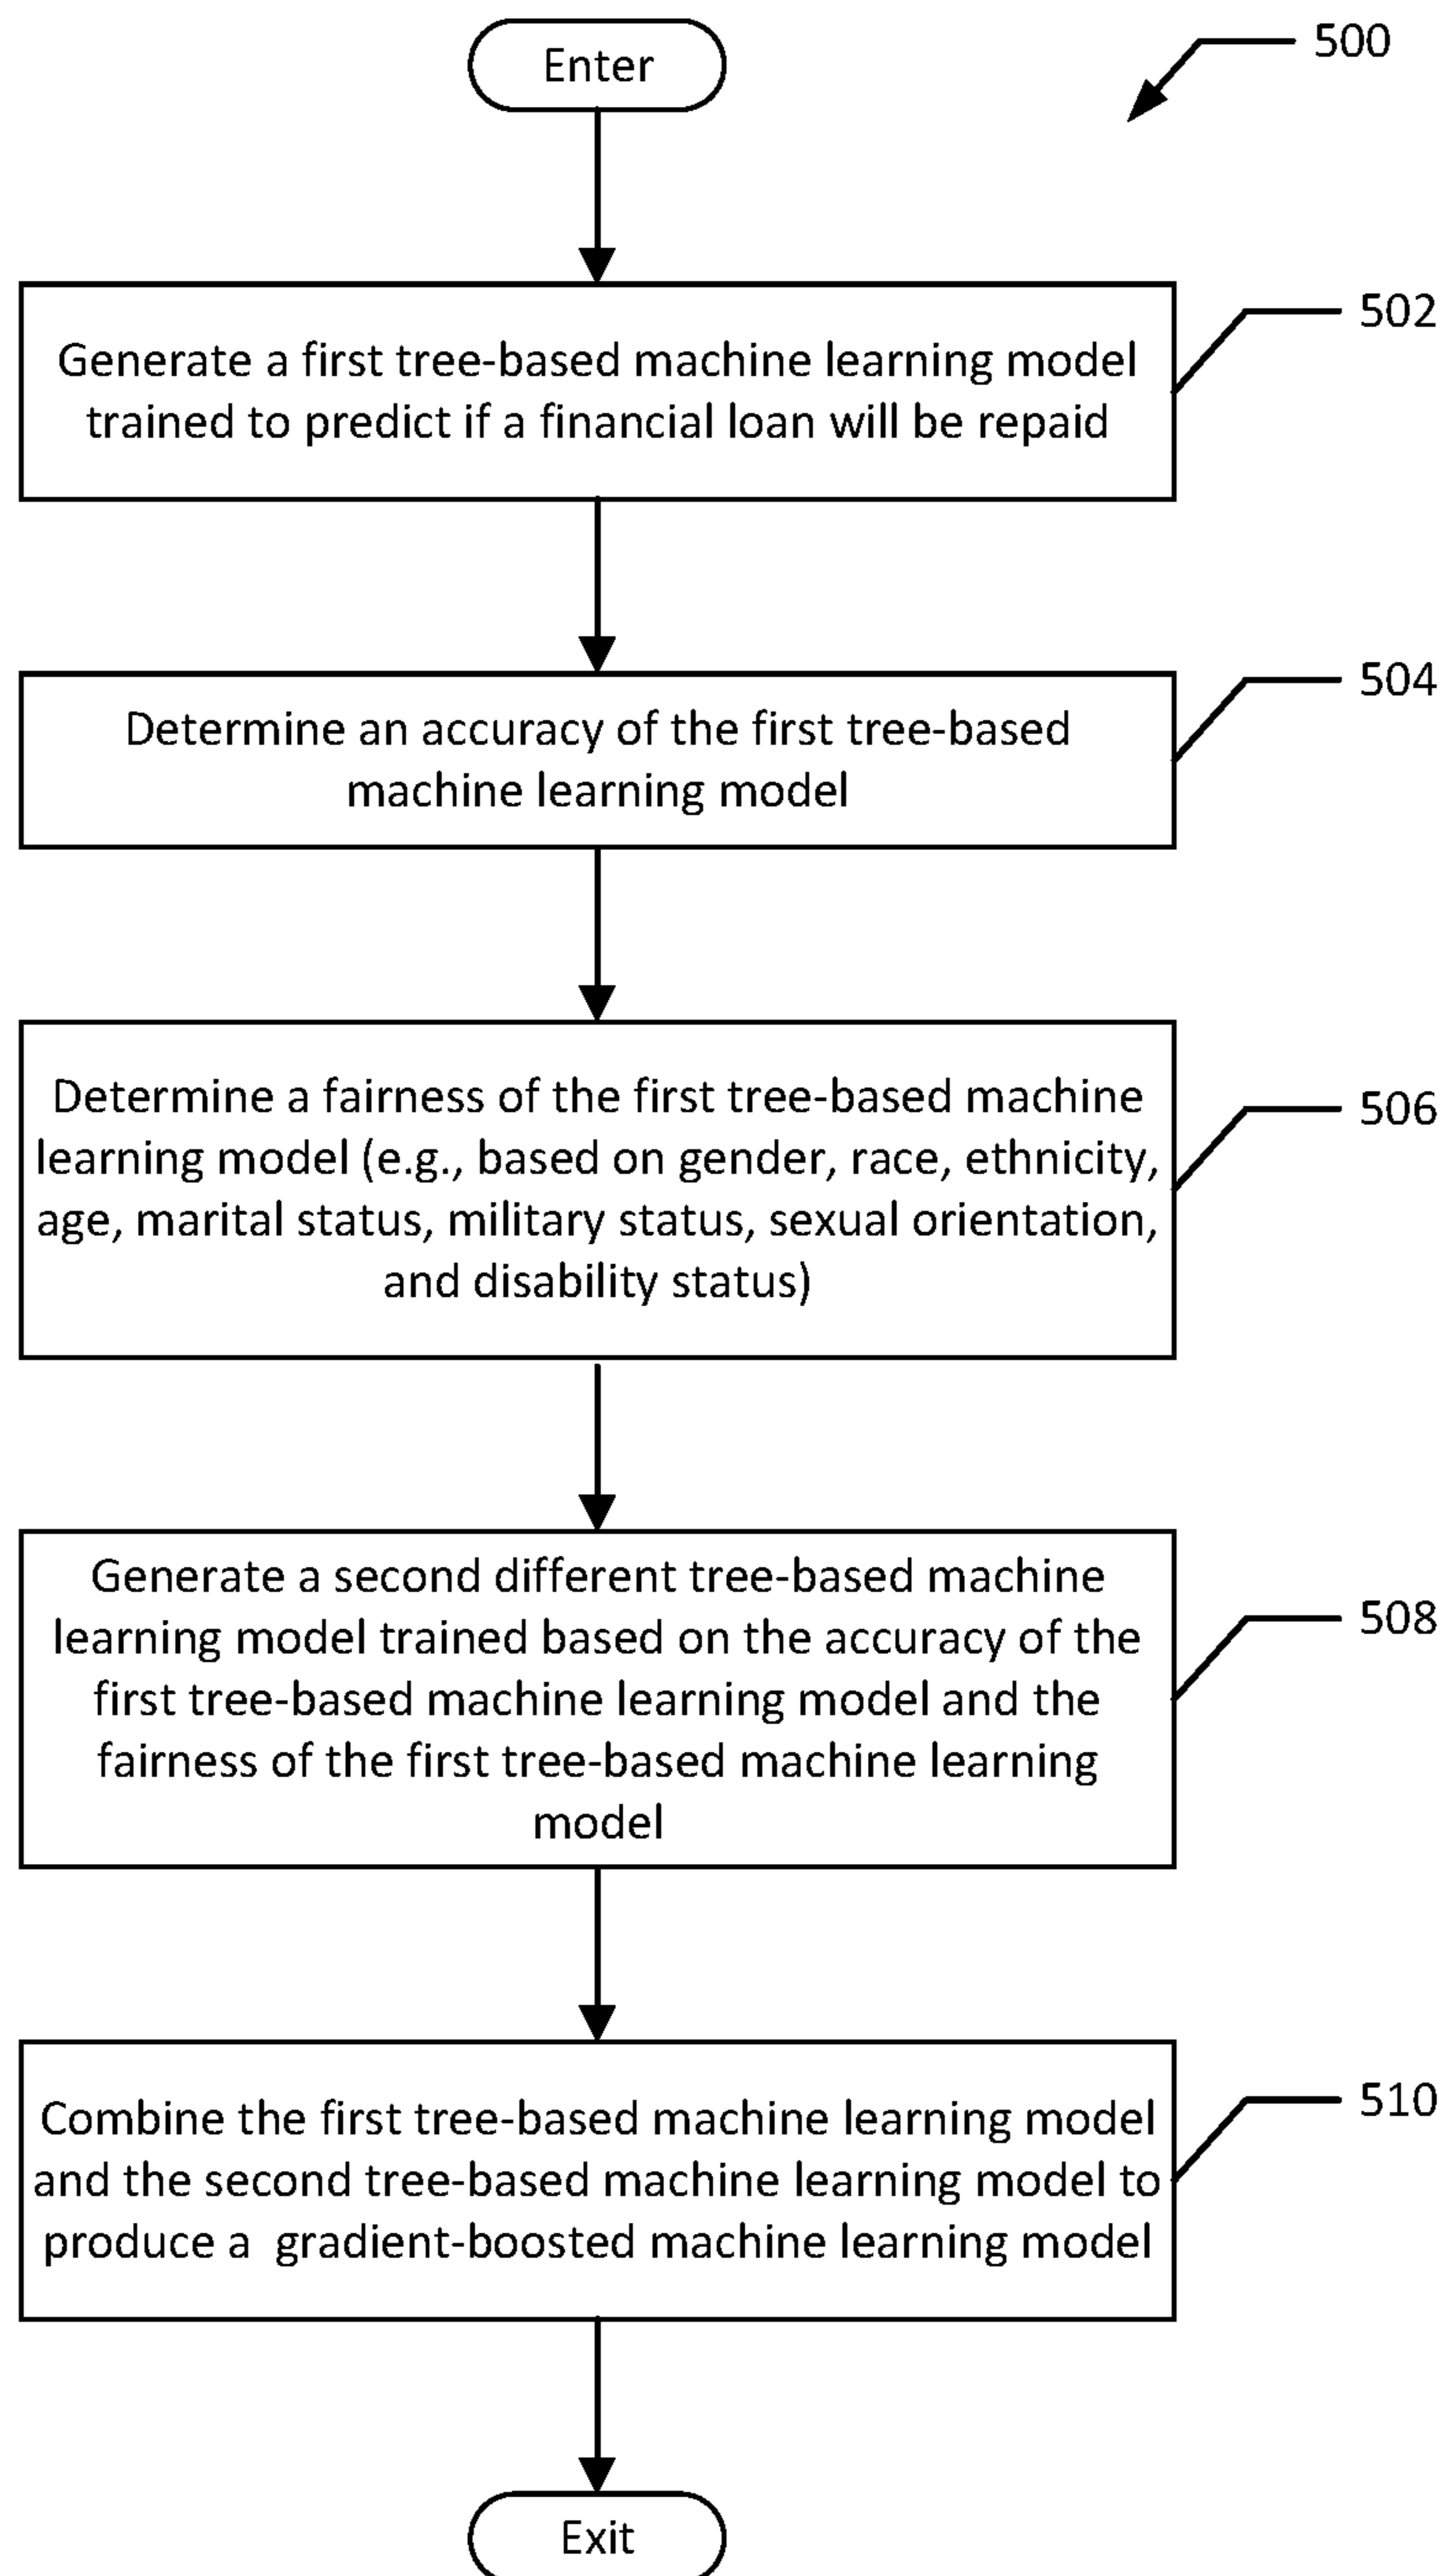 Enter
500
Generate a first tree-based machine learning model
trained to predict if a financial loan will be repaid
502
Determine an accuracy of the first tree-based
machine learning model
504
Determine a fairness of the first tree-based machine
learning model (e.g., based on gender, race, ethnicity,
age, marital status, military status, sexual orientation,
and disability status)
506
Generate a second different tree-based machine
learning model trained based on the accuracy of the
first tree-based machine learning model and the
fairness of the first tree-based machine learning
model
508
Combine the first tree-based machine learning model
and the second tree-based machine learning model to
produce a  gradient-boosted machine learning model
510
Exit